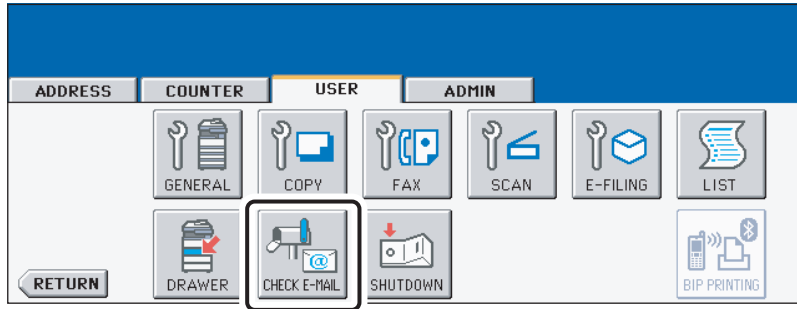 ADDRESS COUNTER USER ADMIN
GENERAL COPY FAX SCAN E-FILING LIST
RETURN DRAWER CHECK E-MAIL SHUTDOWN BIP PRINTING